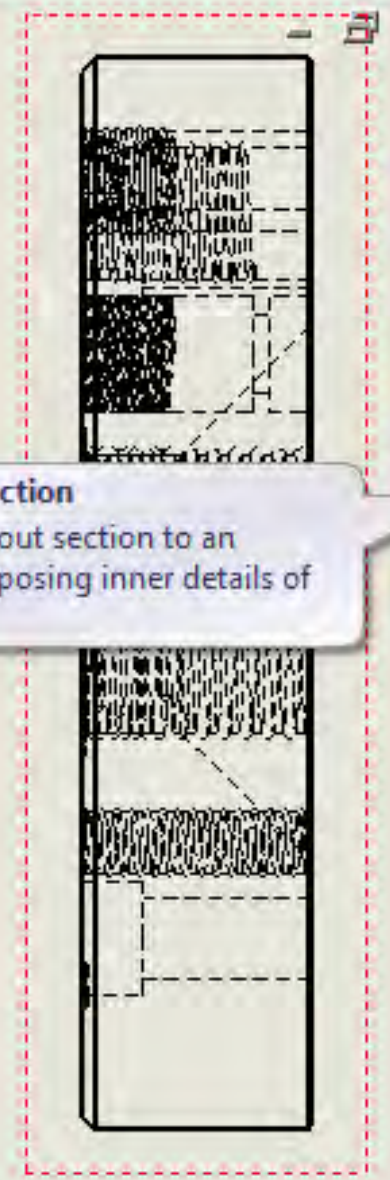 ction
out section to an
posing inner details of